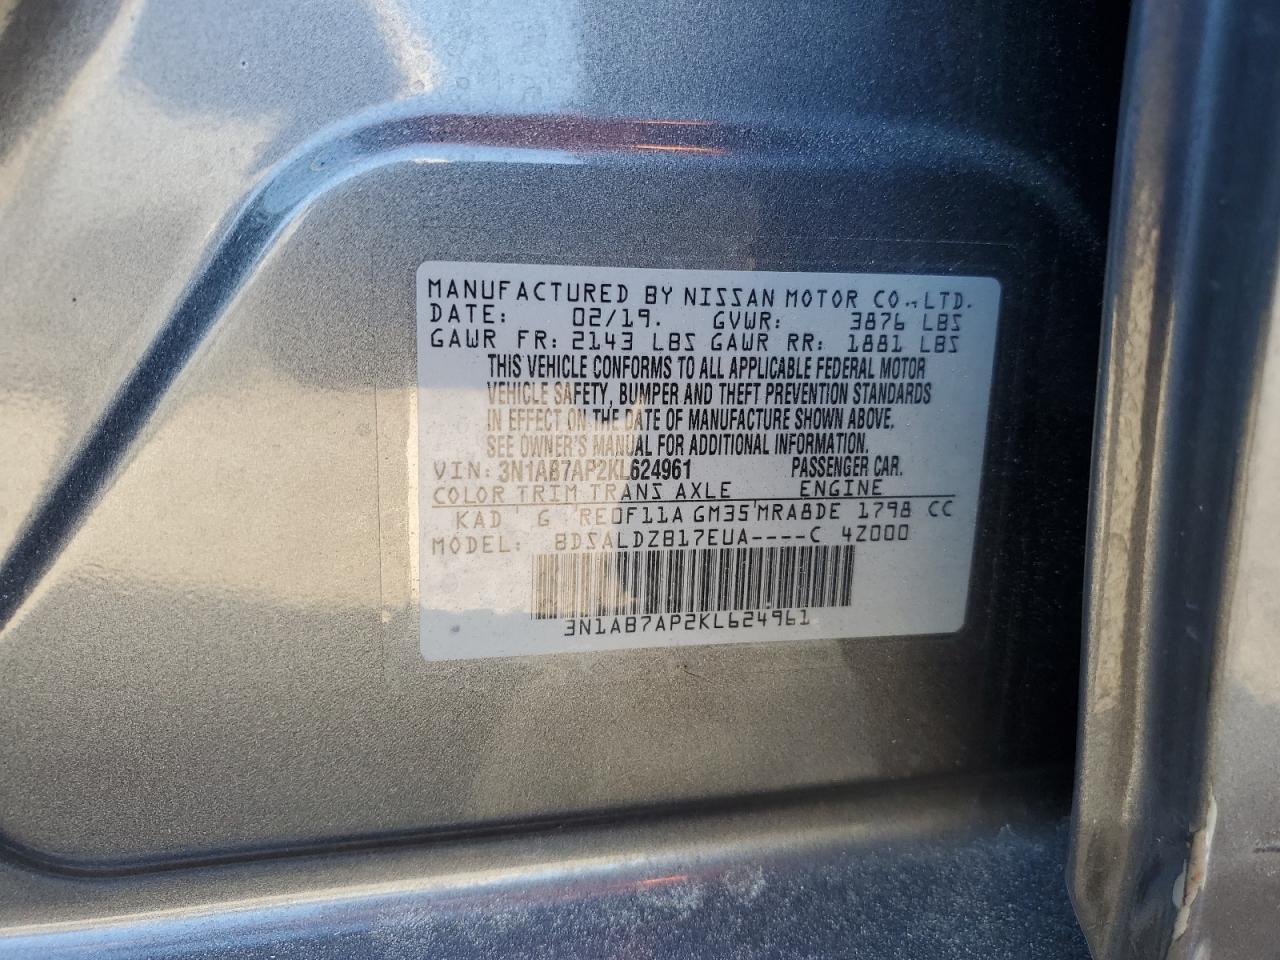 MANUFACTURED BY NISSAN MOTOR CO., LTD.
DATE: 02/19. GVWR: 3876 LBS
GAWR FR: 2143 LBS GAWR RR: 1881 LBS
THIS VEHICLE CONFORMS TO ALL APPLICABLE FEDERAL MOTOR
VEHICLE SAFETY, BUMPER AND THEFT PREVENTION STANDARDS
IN EFFECT ON THE DATE OF MANUFACTURE SHOWN ABOVE.
SEE OWNER'S MANUAL FOR ADDITIONAL INFORMATION.
VIN: 3N1AB7AP2KL624961 PASSENGER CAR.
COLOR TRIM TRANS AXLE ENGINE
KAD G RE0F11A GM35 MRA8DE 1798 CC
MODEL: BDSALDZB17EUA----C 4Z000
3N1AB7AP2KL624961